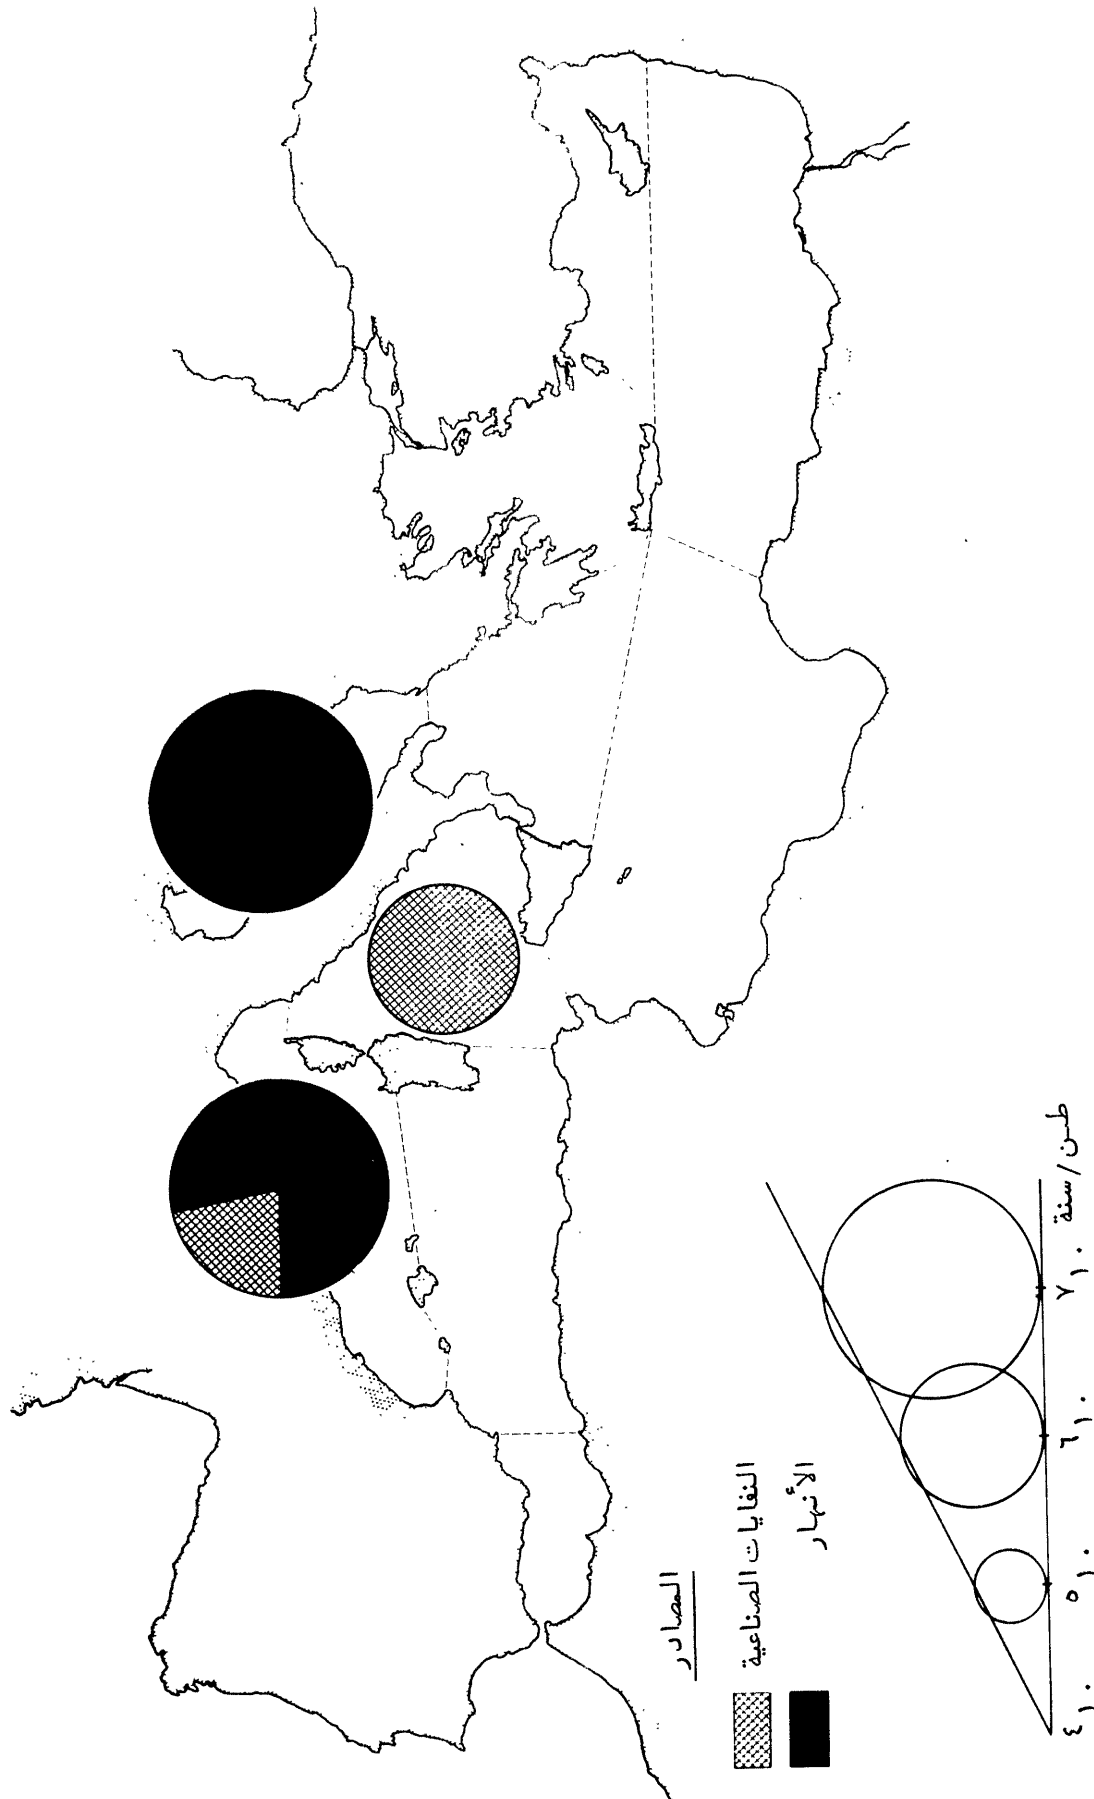 المصادر
النفايات الصناعية
الأنهار
٤١٠
٥١٠
٦١٠
٧١٠ طن/سنة